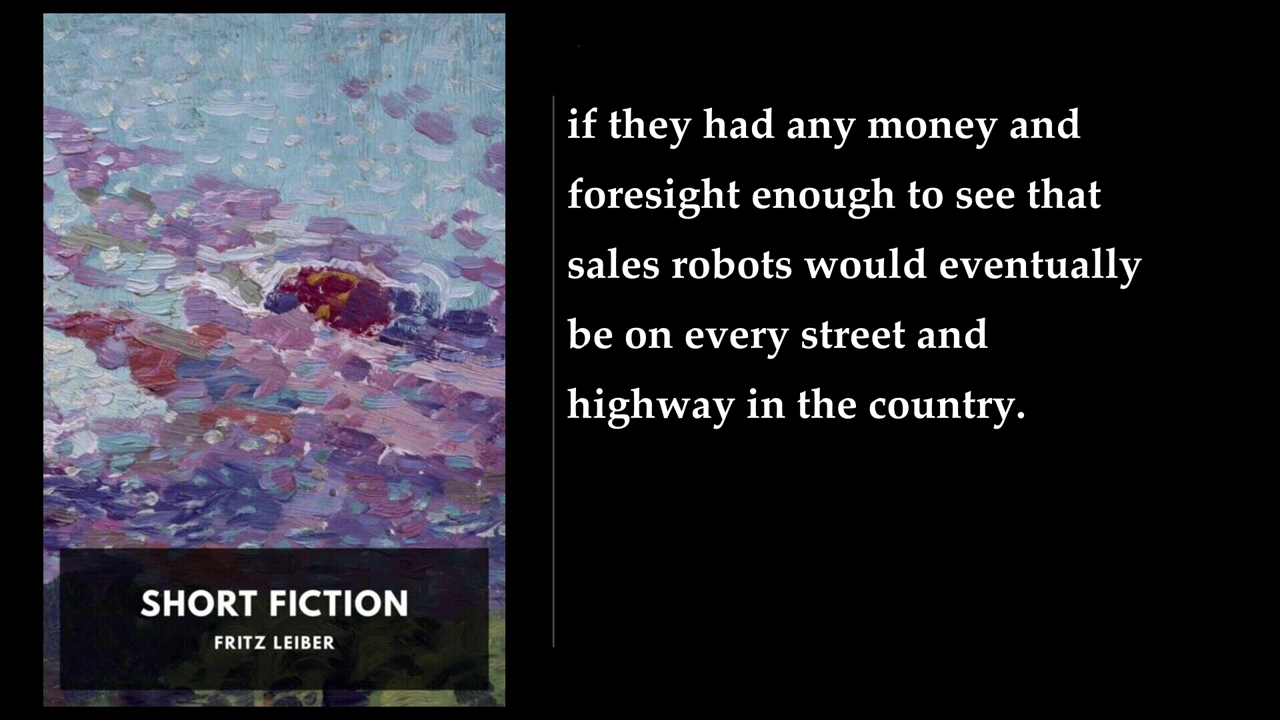 SHORT FICTION
FRITZ LEIBER
if they had any money and
foresight enough to see that
sales robots would eventually
be on every street and
highway in the country.